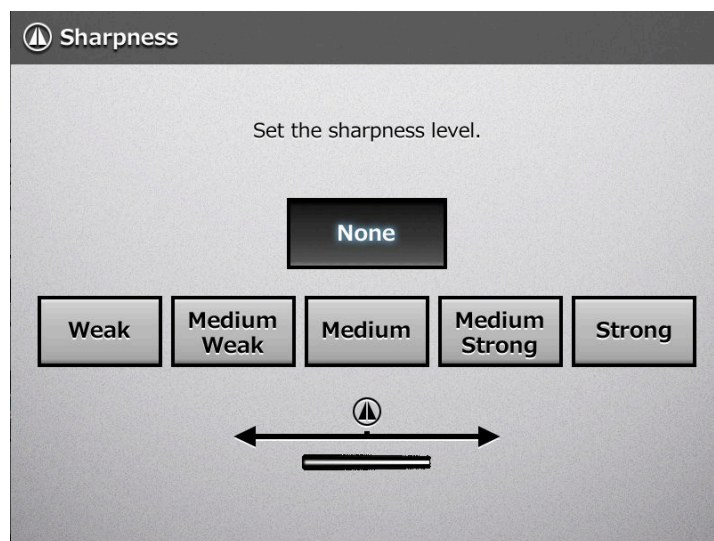 Sharpness
Set the sharpness level.
None
Weak
Medium
Weak
Medium
Medium
Strong
Strong